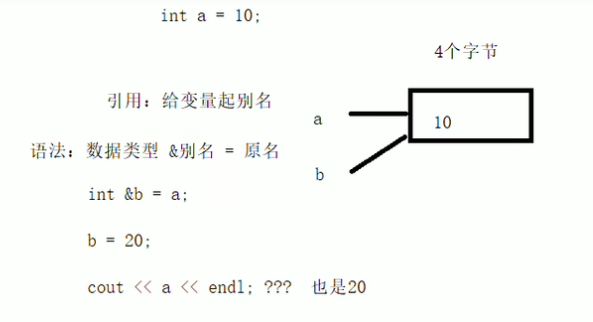 int a = 10;
4个字节
引用：给变量起别名
a
10
语法：数据类型 &别名 = 原名
b
int &b = a;
b = 20;
cout << a << endl; ??? 也是20